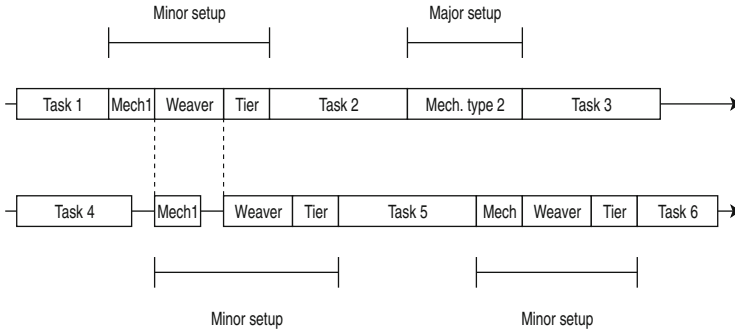 Minor setup Major setup
Task 1 Mech1 Weaver Tier Task 2 Mech. type 2 Task 3
Task 4 Mech1 Weaver Tier Task 5 Mech Weaver Tier Task 6
Minor setup Minor setup